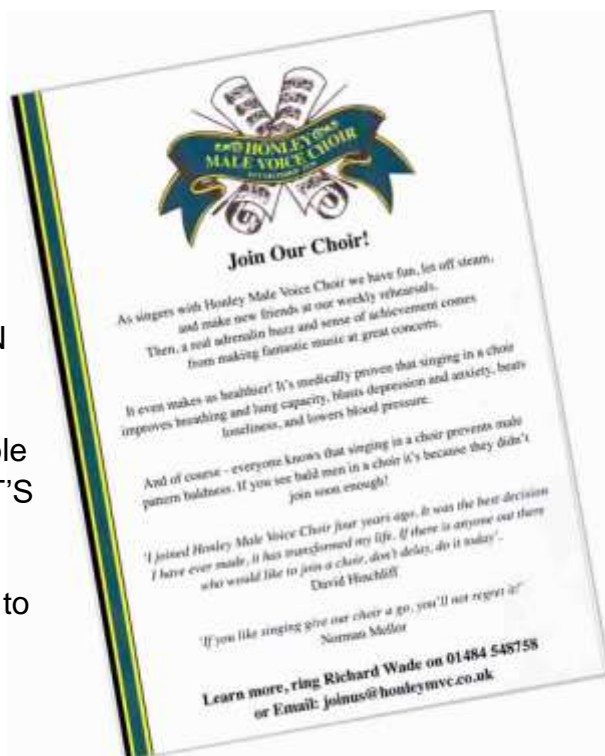 HONLEY
MALE VOICE CHOIR
Join Our Choir!
As singers with Honley Male Voice Choir we have fun, let off steam,
and make new friends at our weekly rehearsals.
Then, a real adrenalin buzz and sense of achievement comes
from making fantastic music at great concerts.
It even makes us healthier! It's medically proven that singing in a choir
improves breathing and lung capacity, blasts depression and anxiety, beats
loneliness, and lowers blood pressure.
And of course - everyone knows that singing in a choir prevents male
pattern baldness. If you see bald men in a choir it's because they didn't
join soon enough!
'I joined Honley Male Voice Choir four years ago. It was the best decision
I have ever made, it has transformed my life. If there is anyone out there
who would like to join a choir, don't delay, do it today'.
David Hinchliff
'If you like singing give our choir a go, you'll not regret it!'
Norman Mellor
Learn more, ring Richard Wade on 01484 548758
or Email: joinus@honleymvc.co.uk
N
ole
T'S
to